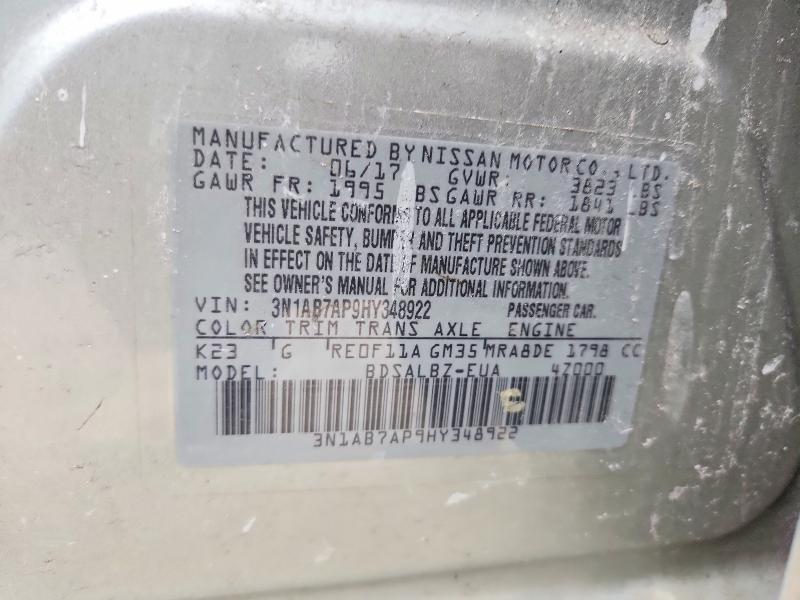 MANUFACTURED BY NISSAN MOTOR CO., LTD.
DATE: 06/17 GVWR: 3823 LBS
GAWR FR: 1995 LBS GAWR RR: 1841 LBS
THIS VEHICLE CONFORMS TO ALL APPLICABLE FEDERAL MOTOR
VEHICLE SAFETY, BUMPER AND THEFT PREVENTION STANDARDS
IN EFFECT ON THE DATE OF MANUFACTURE SHOWN ABOVE.
SEE OWNER'S MANUAL FOR ADDITIONAL INFORMATION.
VIN: 3N1AB7AP9HY348922 PASSENGER CAR.
COLOR TRIM TRANS AXLE ENGINE
K23 G RE0F11A GM35 MRA8DE 1798 CC
MODEL: BDSALBZ-EUA 4Z000
3N1AB7AP9HY348922